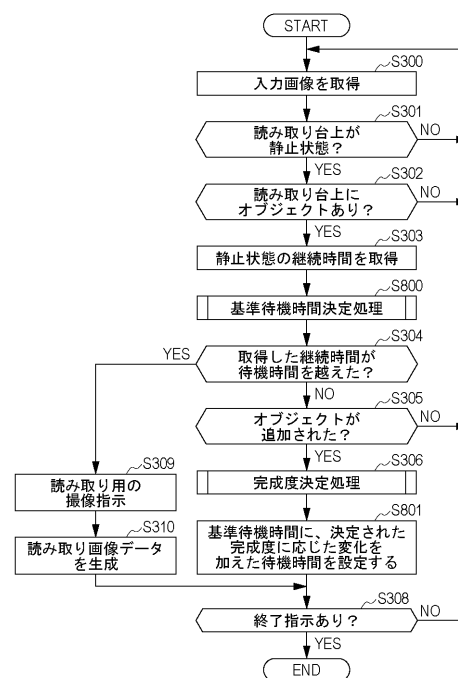 START
S300
入力画像を取得
S301
読み取り台上が
静止状態?
NO
YES
S302
読み取り台上に
オブジェクトあり?
NO
YES
S303
静止状態の継続時間を取得
S800
基準待機時間決定処理
S304
取得した継続時間が
待機時間を越えた?
YES
NO
S305
オブジェクトが
追加された?
NO
YES
S306
完成度決定処理
S309
読み取り用の
撮像指示
S310
読み取り画像データ
を生成
S801
基準待機時間に、決定された
完成度に応じた変化を
加えた待機時間を設定する
S308
終了指示あり?
NO
YES
END